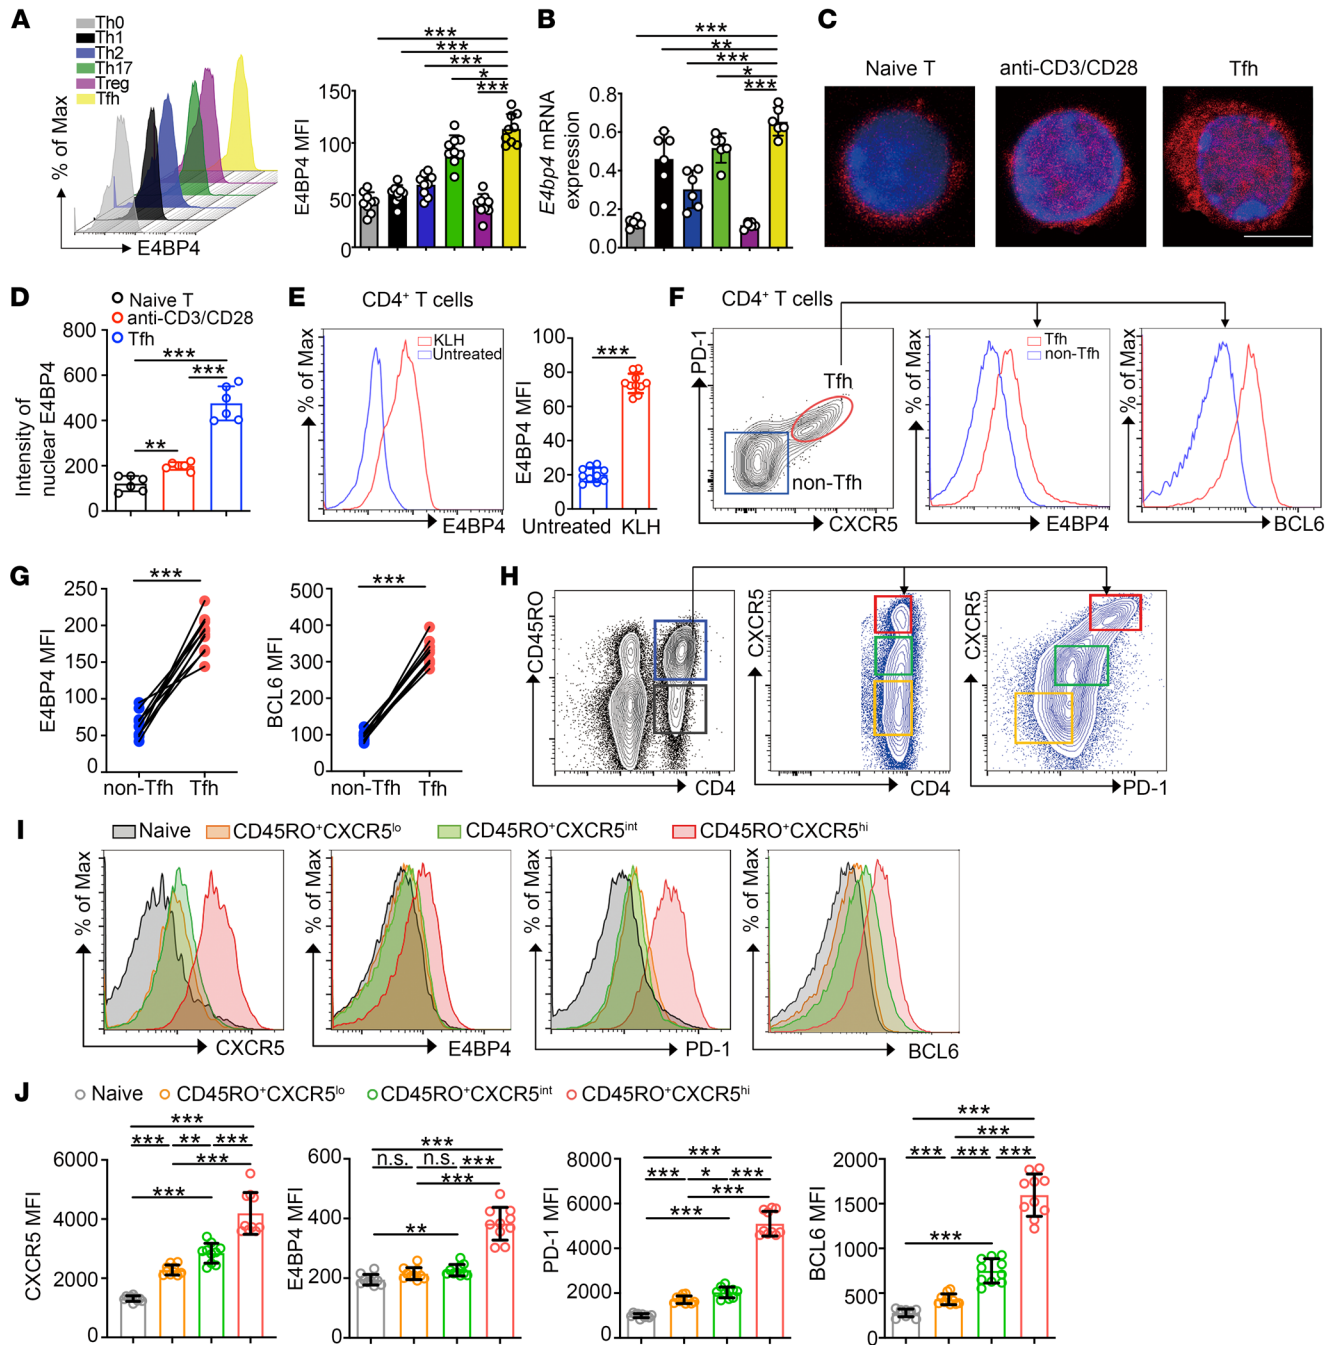 A
Th0
Th1
Th2
Th17
Treg
Tfh
% of Max
E4BP4
***
***
***
*
***
E4BP4 MFI
150
100
50
0
B
***
**
***
*
***
E4bp4 mRNA
expression
0.8
0.6
0.4
0.2
0.0
C
Naive T
anti-CD3/CD28
Tfh
D
Naive T
anti-CD3/CD28
Tfh
Intensity of
nuclear E4BP4
800
600
400
200
0
***
***
**
E
CD4+ T cells
% of Max
KLH
Untreated
E4BP4
E4BP4 MFI
100
80
60
40
20
0
***
Untreated KLH
F
CD4+ T cells
PD-1
Tfh
non-Tfh
CXCR5
% of Max
Tfh
non-Tfh
E4BP4
% of Max
BCL6
G
E4BP4 MFI
250
200
150
100
50
0
***
non-Tfh Tfh
BCL6 MFI
500
400
300
200
100
0
***
non-Tfh Tfh
H
CD45RO
CD4
CXCR5
CD4
CXCR5
PD-1
I
Naive
CD45RO+CXCR5lo
CD45RO+CXCR5int
CD45RO+CXCR5hi
% of Max
CXCR5
% of Max
E4BP4
% of Max
PD-1
% of Max
BCL6
J
Naive
CD45RO+CXCR5lo
CD45RO+CXCR5int
CD45RO+CXCR5hi
CXCR5 MFI
6000
4000
2000
0
***
*** ** ***
***
***
E4BP4 MFI
600
400
200
0
***
n.s. n.s. ***
***
**
PD-1 MFI
8000
6000
4000
2000
0
***
*** * ***
***
***
BCL6 MFI
2000
1500
1000
500
0
***
***
*** *** ***
***